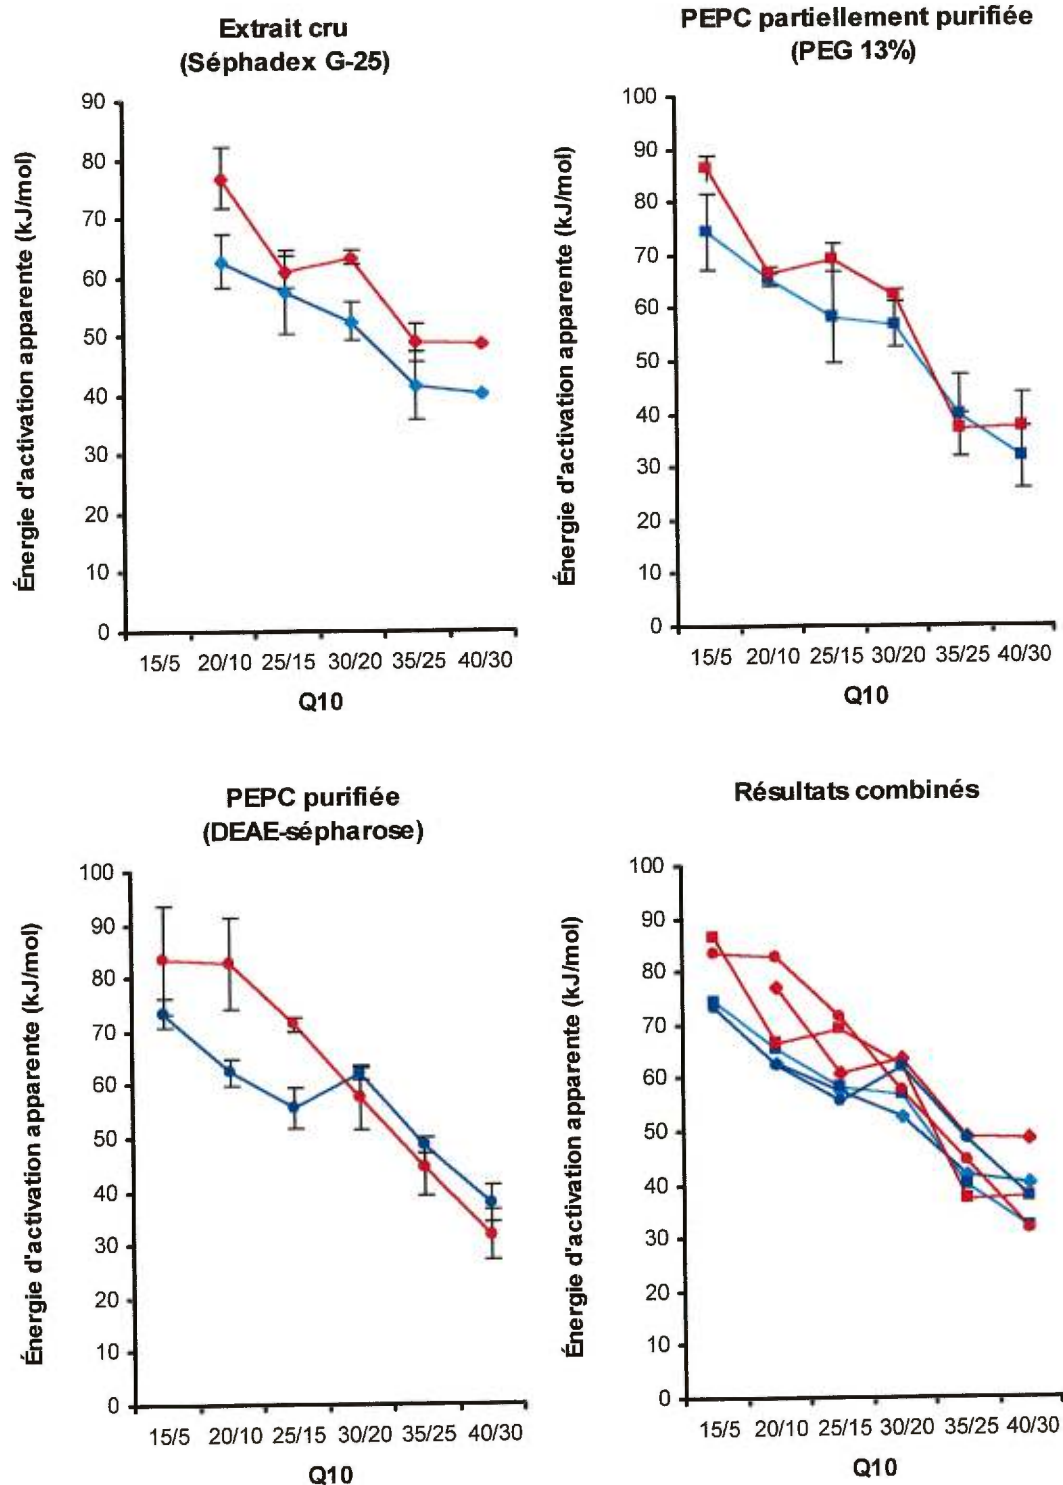 Extrait cru
(Séphadex G-25)
Énergie d'activation apparente (kJ/mol)
90
80
70
60
50
40
30
20
10
0
15/5 20/10 25/15 30/20 35/25 40/30
Q10
PEPC partiellement purifiée
(PEG 13%)
Énergie d'activation apparente (kJ/mol)
100
90
80
70
60
50
40
30
20
10
0
15/5 20/10 25/15 30/20 35/25 40/30
Q10
PEPC purifiée
(DEAE-sépharose)
Énergie d'activation apparente (kJ/mol)
100
90
80
70
60
50
40
30
20
10
0
15/5 20/10 25/15 30/20 35/25 40/30
Q10
Résultats combinés
Énergie d'activation apparente (kJ/mol)
100
90
80
70
60
50
40
30
20
10
0
15/5 20/10 25/15 30/20 35/25 40/30
Q10